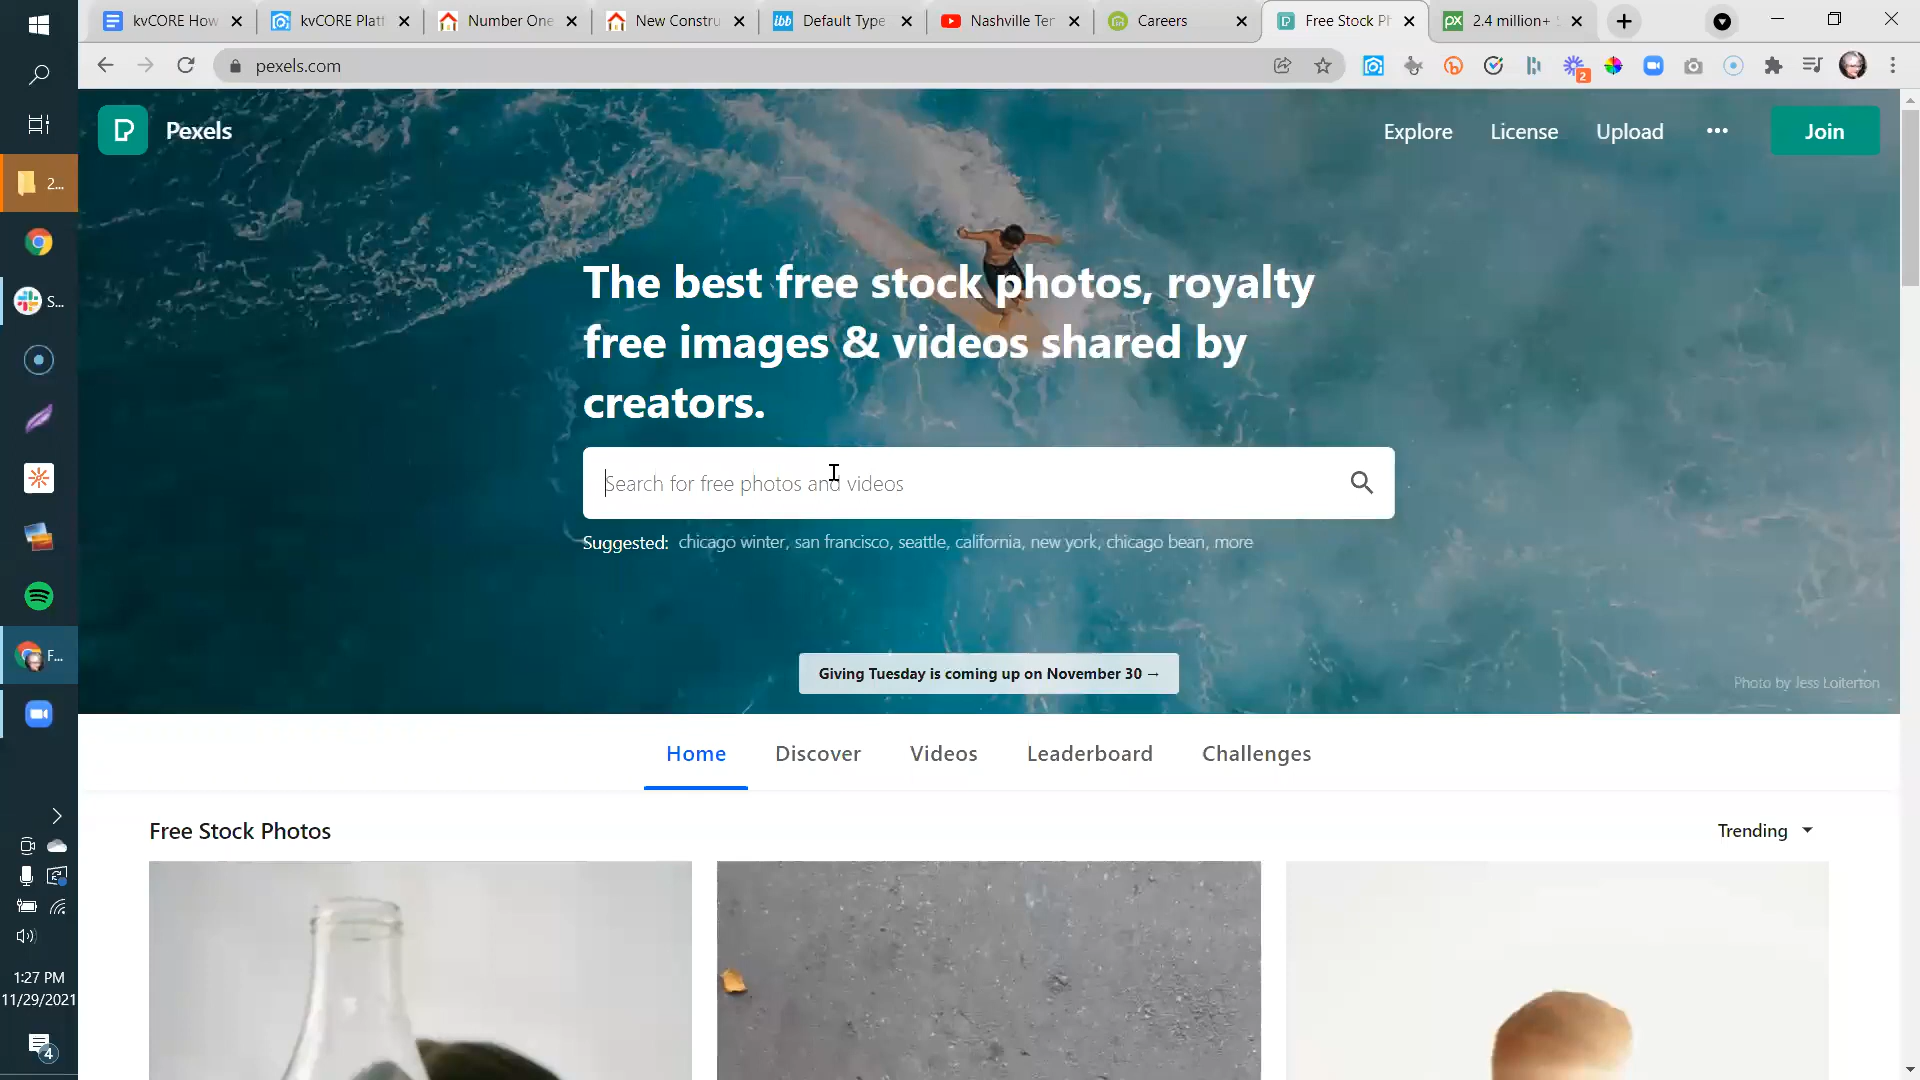 kvCORE How
kvCORE Platf
Number One
New Constru
Default Type
Nashville Ter
Careers
Free Stock Ph
2.4 million+
pexels.com
2
2...
S...
F...
Pexels
Explore
License
Upload
Join
The best free stock photos, royalty
free images & videos shared by
creators.
Search for free photos and videos
Suggested: chicago winter, san francisco, seattle, california, new york, chicago bean, more
Giving Tuesday is coming up on November 30 →
Photo by Jess Loiterton
Home
Discover
Videos
Leaderboard
Challenges
Free Stock Photos
Trending
1:27 PM
11/29/2021
4